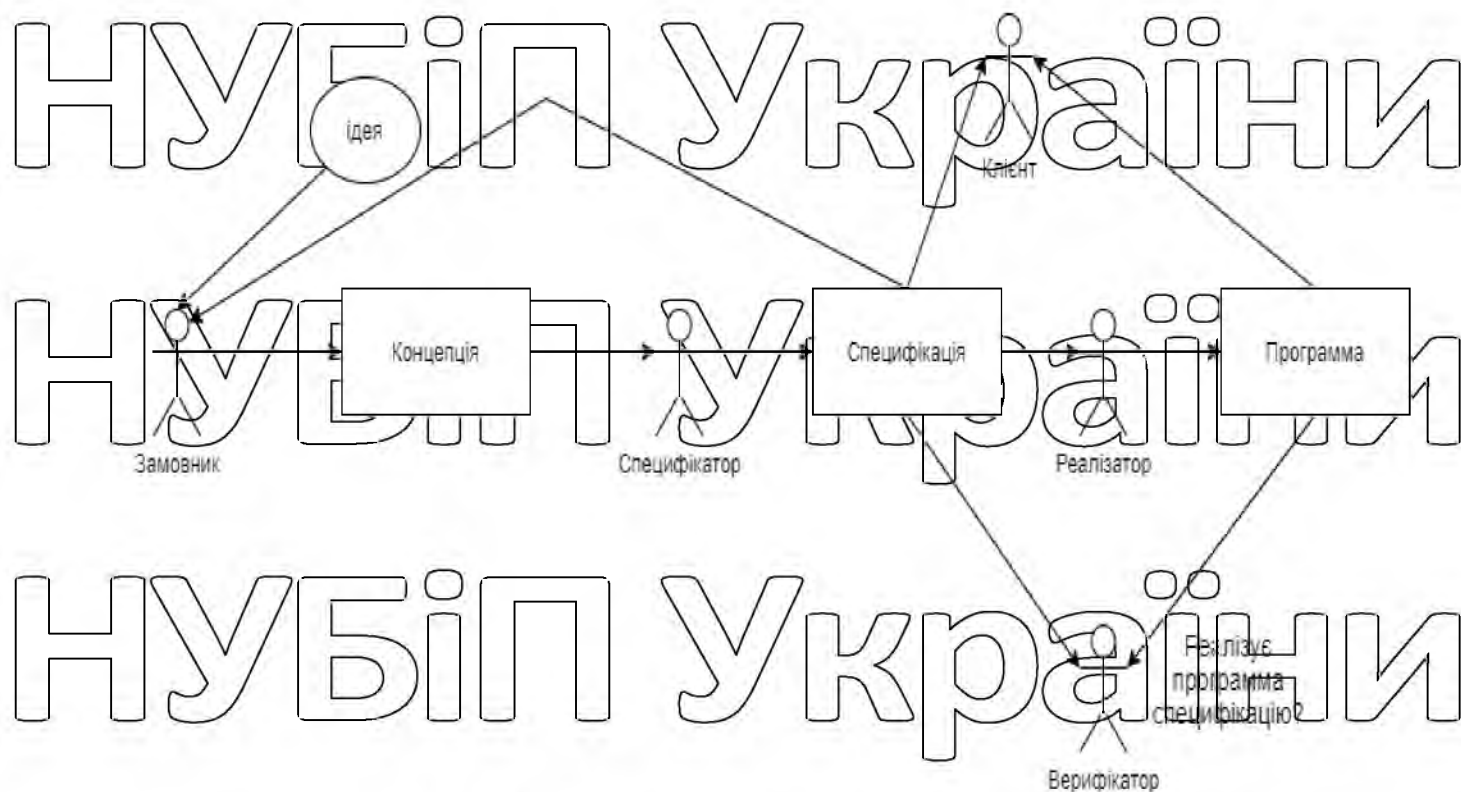 НУБіП України
ідея
Клієнт
НУБіП України
Концепція
Специфікація
Программа
Замовник
Специфікатор
Реалізатор
НУБіП України
Реалізує
программа
специфікацію?
Верифікатор